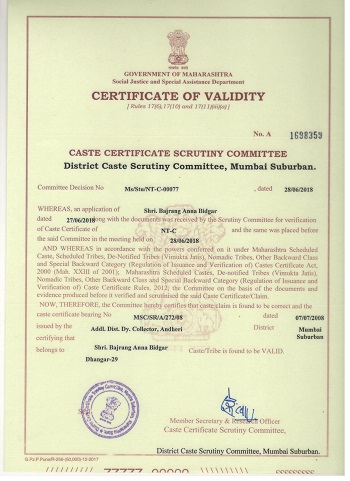 GOVERNMENT OF MAHARASHTRA
Social Justice and Special Assistance Department
CERTIFICATE OF VALIDITY
[ Rules 17(6),17(10) and 17(11)(ii)(a) ]
No. A 1698359
CASTE CERTIFICATE SCRUTINY COMMITTEE
District Caste Certificate Scrutiny Committee, Mumbai Suburban.
Committee Decision No Ms/Stu/NT-C-00077 , dated 28/06/2018
WHEREAS, an application of Shri. Bajrang Anna Bidgar
dated 27/06/2018 along with the documents was received by the Scrutiny Committee for verification
of Caste Certificate of NT-C and the same was placed before
the said Committee in the meeting held on 28/06/2018
AND WHEREAS in accordance with the powers conferred on it under Maharashtra Scheduled
Caste, Scheduled Tribes, De-Notified Tribes (Vimukta Jatis), Nomadic Tribes, Other Backward Class
and Special Backward Category (Regulation of Issuance and Verification of) Castes Certificate Act,
2000 (Mah. XXIII of 2001); Maharashtra Scheduled Castes, De-notified Tribes (Vimukta Jatis),
Nomadic Tribes, Other Backward Class and Special Backward Category (Regulation of Issuance and
Verification of) Caste Certificate Rules, 2012; the Committee on the basis of the documents and
evidence produced before it verified and scrutinised the said Caste Certificate/Claim.
NOW, THEREFORE, the Committee hereby certifies that caste/claim is found to be correct and the
caste certificate bearing No MSC/SR/A/272/08 dated 07/07/2008
issued by the Addl. Dist. Dy. Collector, Andheri District Mumbai Suburban
certifying that
belongs to Shri. Bajrang Anna Bidgar Caste/Tribe is found to be VALID.
Dhangar-29
Member Secretary & Research Officer
Caste Certificate Scrutiny Committee,
District Caste Certificate Scrutiny Committee, Mumbai Suburban.